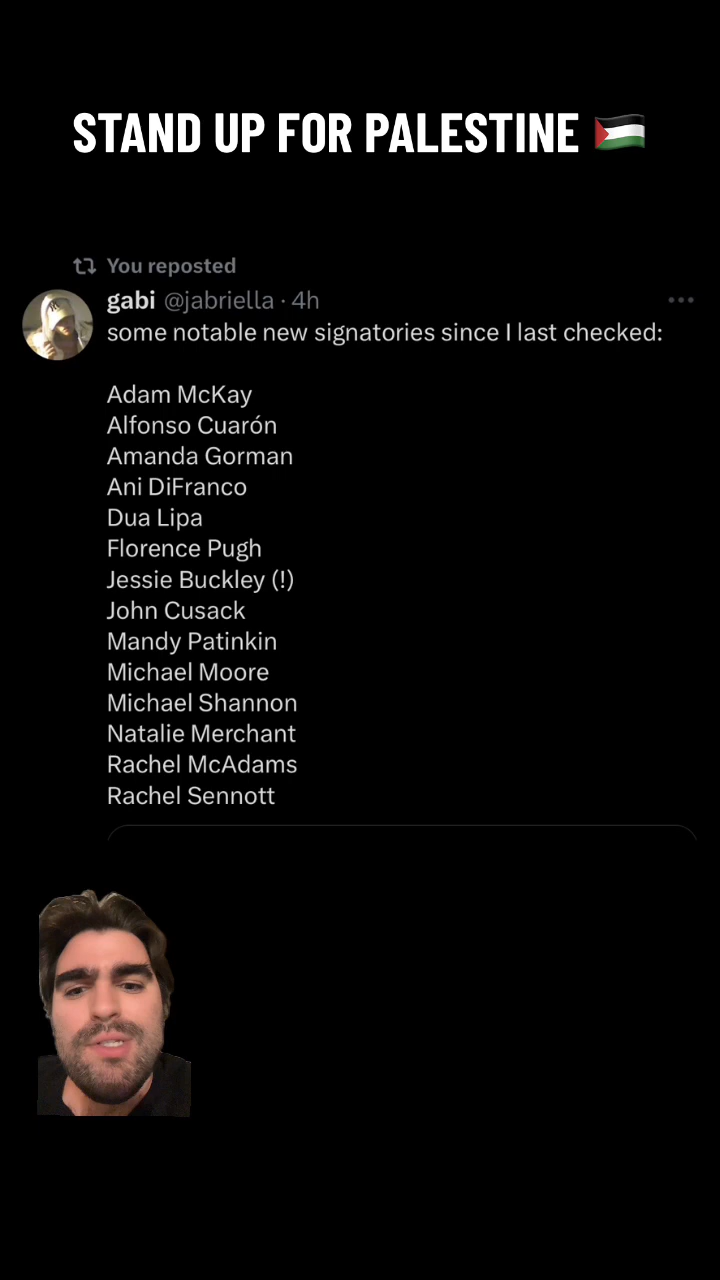 STAND UP FOR PALESTINE 🇵🇸
You reposted
gabi @jabriella · 4h
some notable new signatories since I last checked:
Adam McKay
Alfonso Cuarón
Amanda Gorman
Ani DiFranco
Dua Lipa
Florence Pugh
Jessie Buckley (!)
John Cusack
Mandy Patinkin
Michael Moore
Michael Shannon
Natalie Merchant
Rachel McAdams
Rachel Sennott